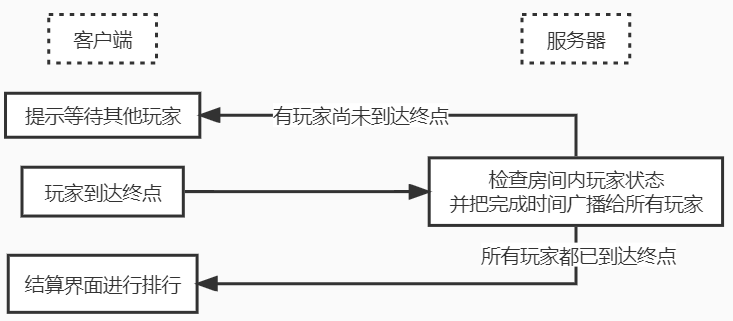 客户端
服务器
提示等待其他玩家
有玩家尚未到达终点
玩家到达终点
检查房间内玩家状态
并把完成时间广播给所有玩家
所有玩家都已到达终点
结算界面进行排行